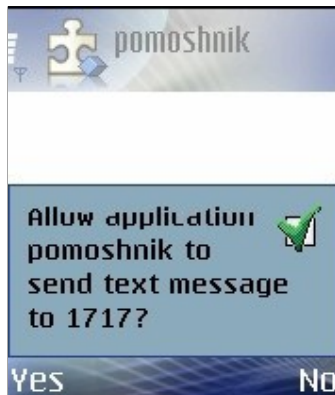 pomoshnik
Allow application
pomoshnik to
send text message
to 1717?
Yes
No